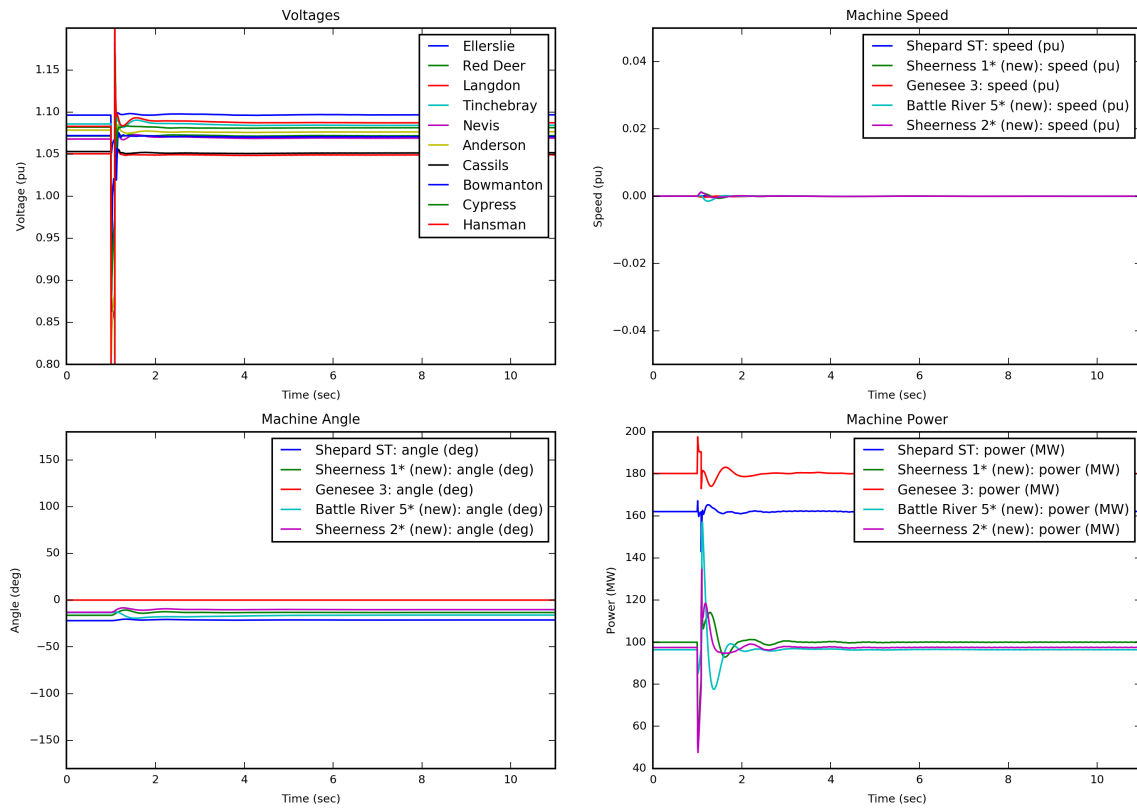 Voltages
1.15
1.10
1.05
1.00
0.95
0.90
0.85
0.80
Voltage (pu)
0
2
4
6
8
10
Time (sec)
Ellerslie
Red Deer
Langdon
Tinchebray
Nevis
Anderson
Cassils
Bowmanton
Cypress
Hansman
Machine Speed
0.04
0.02
0.00
−0.02
−0.04
Speed (pu)
0
2
4
6
8
10
Time (sec)
Shepard ST: speed (pu)
Sheerness 1* (new): speed (pu)
Genesee 3: speed (pu)
Battle River 5* (new): speed (pu)
Sheerness 2* (new): speed (pu)
Machine Angle
150
100
50
0
−50
−100
−150
Angle (deg)
0
2
4
6
8
10
Time (sec)
Shepard ST: angle (deg)
Sheerness 1* (new): angle (deg)
Genesee 3: angle (deg)
Battle River 5* (new): angle (deg)
Sheerness 2* (new): angle (deg)
Machine Power
200
180
160
140
120
100
80
60
40
Power (MW)
0
2
4
6
8
10
Time (sec)
Shepard ST: power (MW)
Sheerness 1* (new): power (MW)
Genesee 3: power (MW)
Battle River 5* (new): power (MW)
Sheerness 2* (new): power (MW)